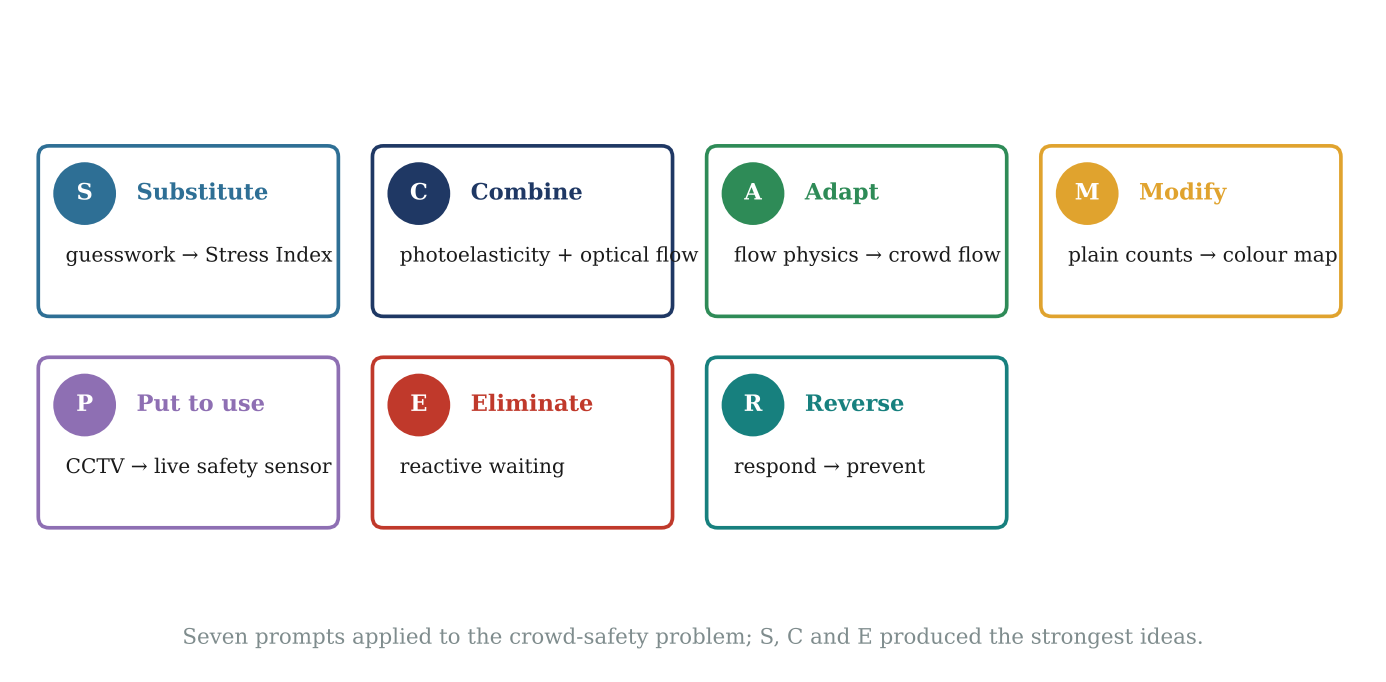 S Substitute
guesswork → Stress Index
C Combine
photoelasticity + optical flow
A Adapt
flow physics → crowd flow
M Modify
plain counts → colour map
P Put to use
CCTV → live safety sensor
E Eliminate
reactive waiting
R Reverse
respond → prevent
Seven prompts applied to the crowd-safety problem; S, C and E produced the strongest ideas.